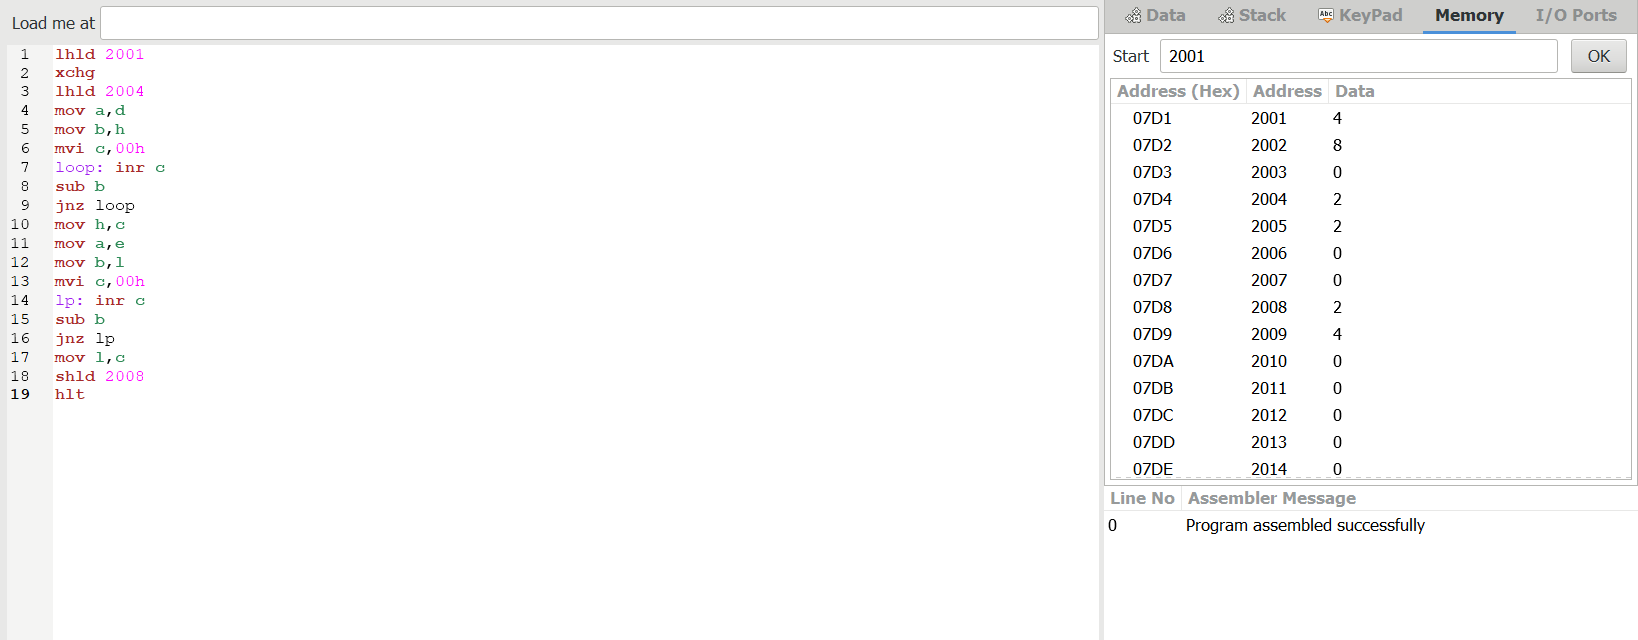 Load me at
1 lhld 2001
2 xchg
3 lhld 2004
4 mov a,d
5 mov b,h
6 mvi c,00h
7 loop: inr c
8 sub b
9 jnz loop
10 mov h,c
11 mov a,e
12 mov b,l
13 mvi c,00h
14 lp: inr c
15 sub b
16 jnz lp
17 mov l,c
18 shld 2008
19 hlt
Data Stack Abc KeyPad Memory I/O Ports
Start 2001 OK
Address (Hex) Address Data
07D1 2001 4
07D2 2002 8
07D3 2003 0
07D4 2004 2
07D5 2005 2
07D6 2006 0
07D7 2007 0
07D8 2008 2
07D9 2009 4
07DA 2010 0
07DB 2011 0
07DC 2012 0
07DD 2013 0
07DE 2014 0
Line No Assembler Message
0 Program assembled successfully